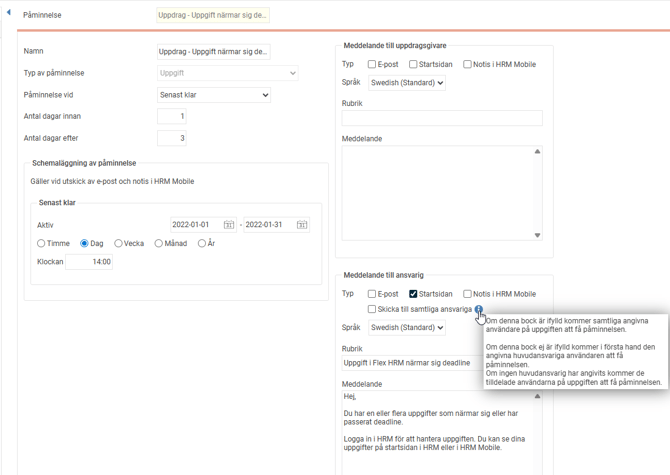 Påminnelse
Uppdrag - Uppgift närmar sig de...
Namn
Uppdrag - Uppgift närmar sig de...
Typ av påminnelse
Uppgift
Påminnelse vid
Senast klar
Antal dagar innan
1
Antal dagar efter
3
Schemaläggning av påminnelse
Gäller vid utskick av e-post och notis i HRM Mobile
Senast klar
Aktiv
2022-01-01 - 2022-01-31
Timme Dag Vecka Månad År
Klockan 14:00
Meddelande till uppdragsgivare
Typ E-post Startsidan Notis i HRM Mobile
Språk Swedish (Standard)
Rubrik
Meddelande
Meddelande till ansvarig
Typ E-post Startsidan Notis i HRM Mobile
Skicka till samtliga ansvariga
Språk Swedish (Standard)
Rubrik
Uppgift i Flex HRM närmar sig deadline
Meddelande
Hej,
Du har en eller flera uppgifter som närmar sig eller har
passerat deadline.
Logga in i HRM för att hantera uppgiften. Du kan se dina
uppgifter på startsidan i HRM eller i HRM Mobile.
Om denna bock är ifylld kommer samtliga angivna
användare på uppgiften att få påminnelsen.
Om denna bock ej är ifylld kommer i första hand den
angivna huvudansvariga användaren att få
påminnelsen.
Om ingen huvudansvarig har angivits kommer de
tilldelade användarna på uppgiften att få påminnelsen.